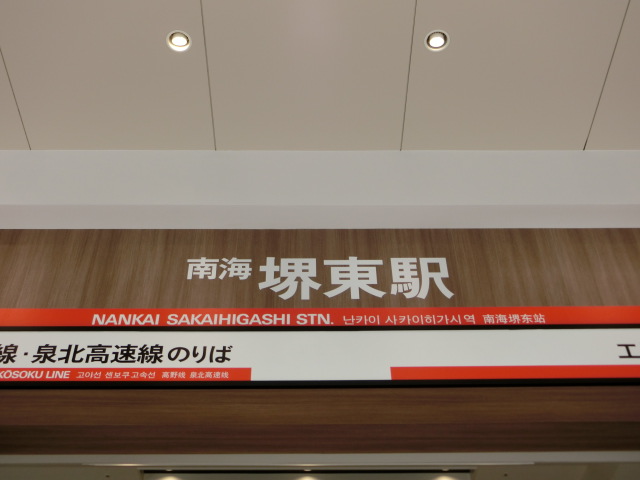 南海 堺東駅
NANKAI SAKAIHIGASHI STN. 난카이 사카이히가시역 南海堺东站
線・泉北高速線のりば
エ
KŌSOKU LINE 고야선 센보쿠고속선 高野线 泉北高速线